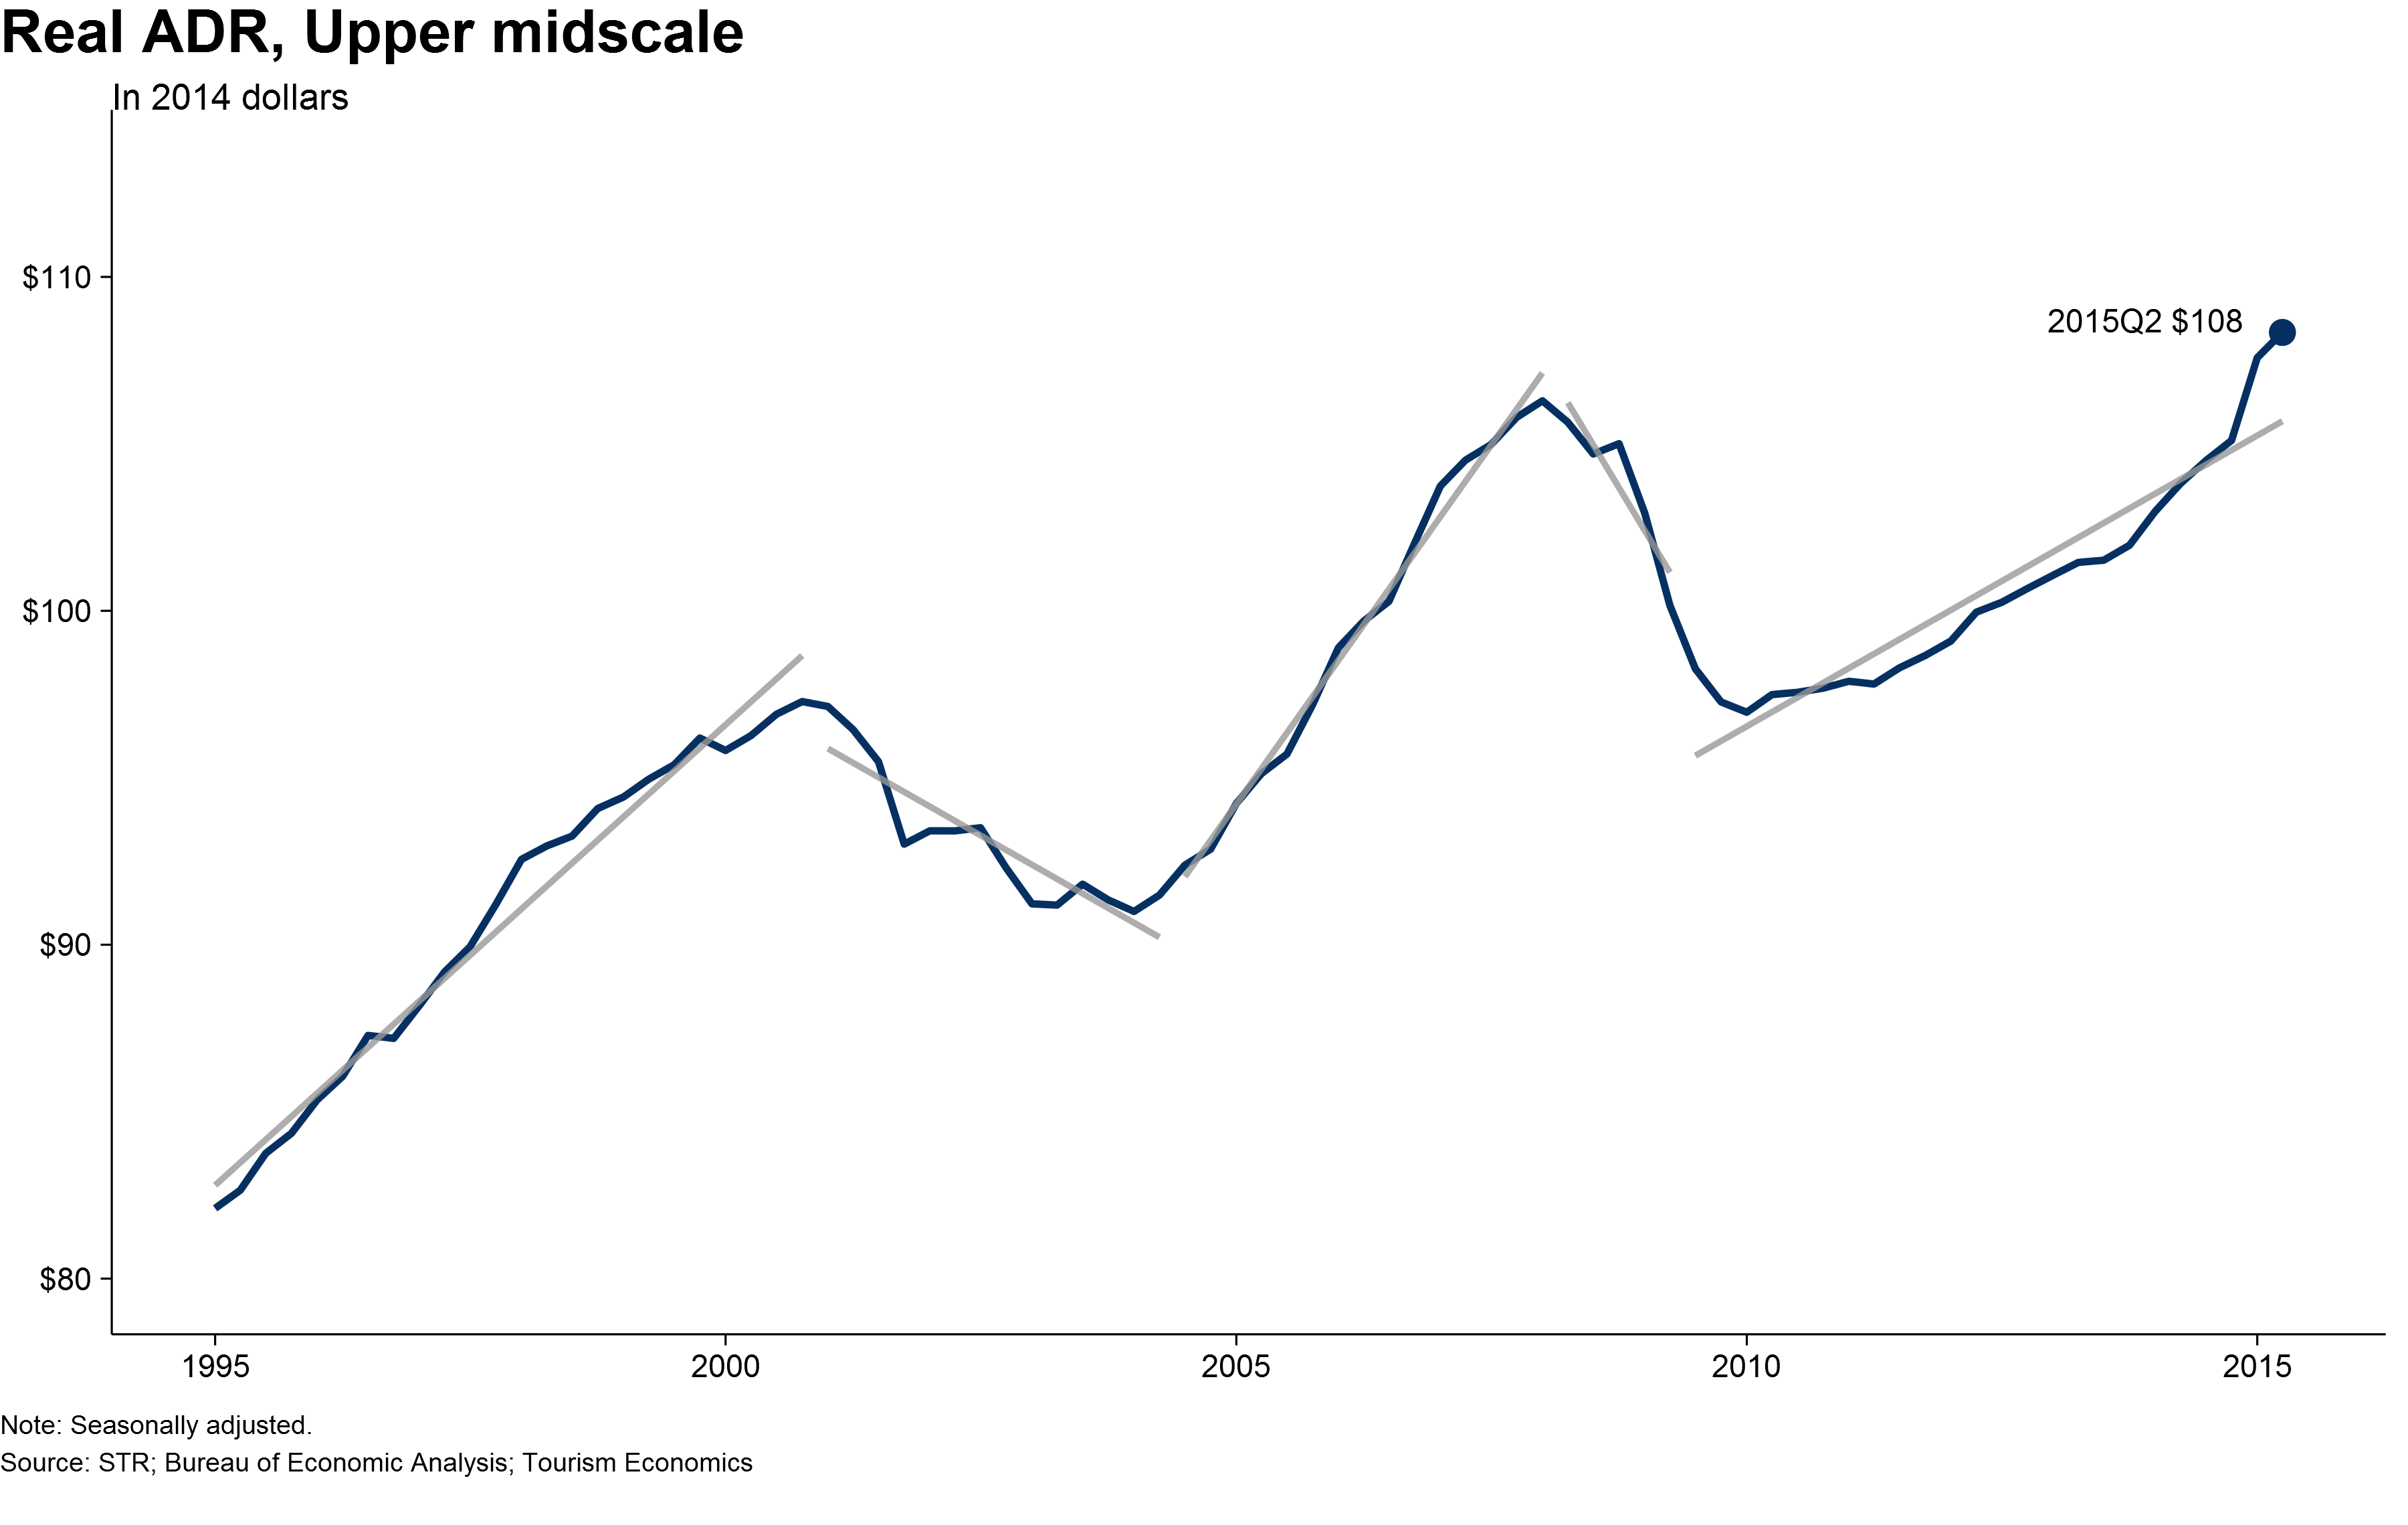 Real ADR, Upper midscale
In 2014 dollars
$110
2015Q2 $108
$100
$90
$80
1995 2000 2005 2010 2015
Note: Seasonally adjusted.
Source: STR; Bureau of Economic Analysis; Tourism Economics